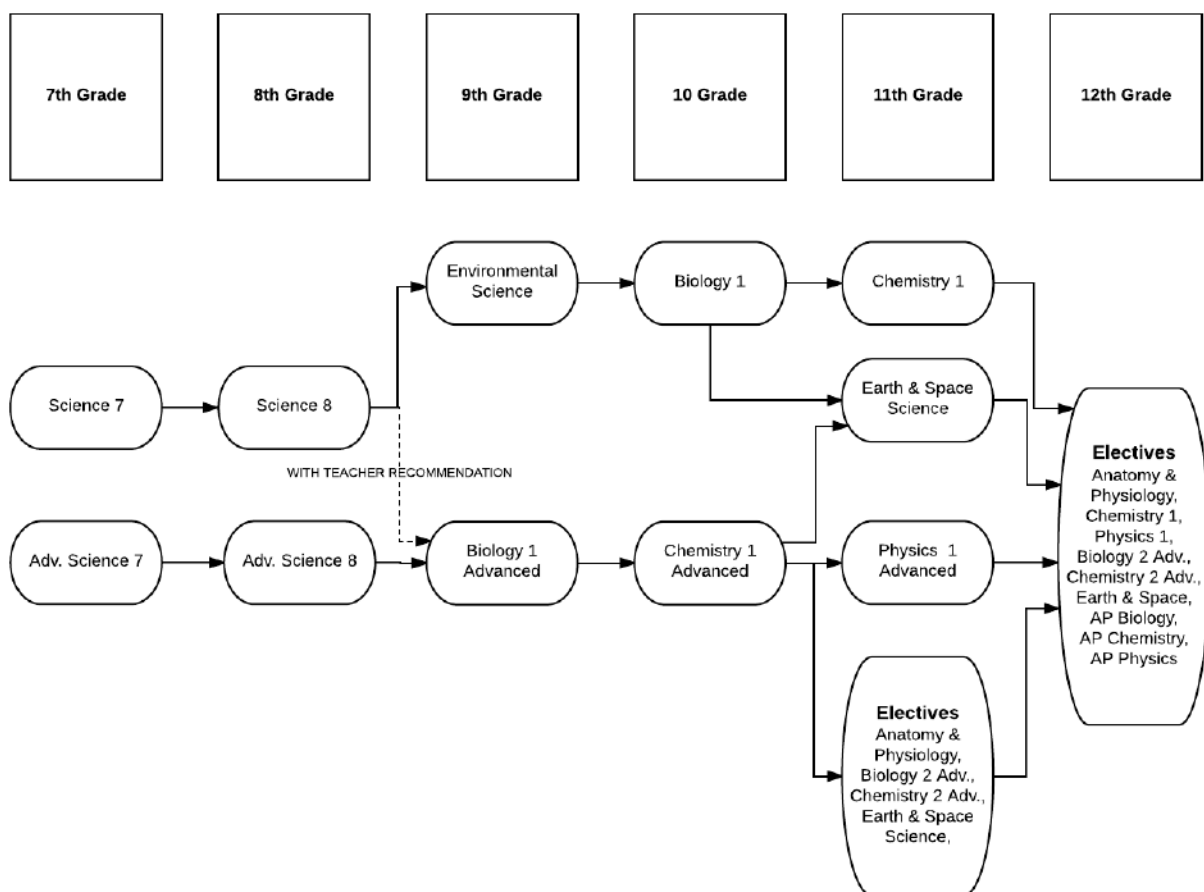 7th Grade
8th Grade
9th Grade
10 Grade
11th Grade
12th Grade
Environmental
Science
Biology 1
Chemistry 1
Science 7
Science 8
Earth & Space
Science
WITH TEACHER RECOMMENDATION
Adv. Science 7
Adv. Science 8
Biology 1
Advanced
Chemistry 1
Advanced
Physics 1
Advanced
Electives
Anatomy &
Physiology,
Biology 2 Adv.,
Chemistry 2 Adv.,
Earth & Space
Science,
Electives
Anatomy &
Physiology,
Chemistry 1,
Physics 1,
Biology 2 Adv.,
Chemistry 2 Adv.,
Earth & Space,
AP Biology,
AP Chemistry,
AP Physics